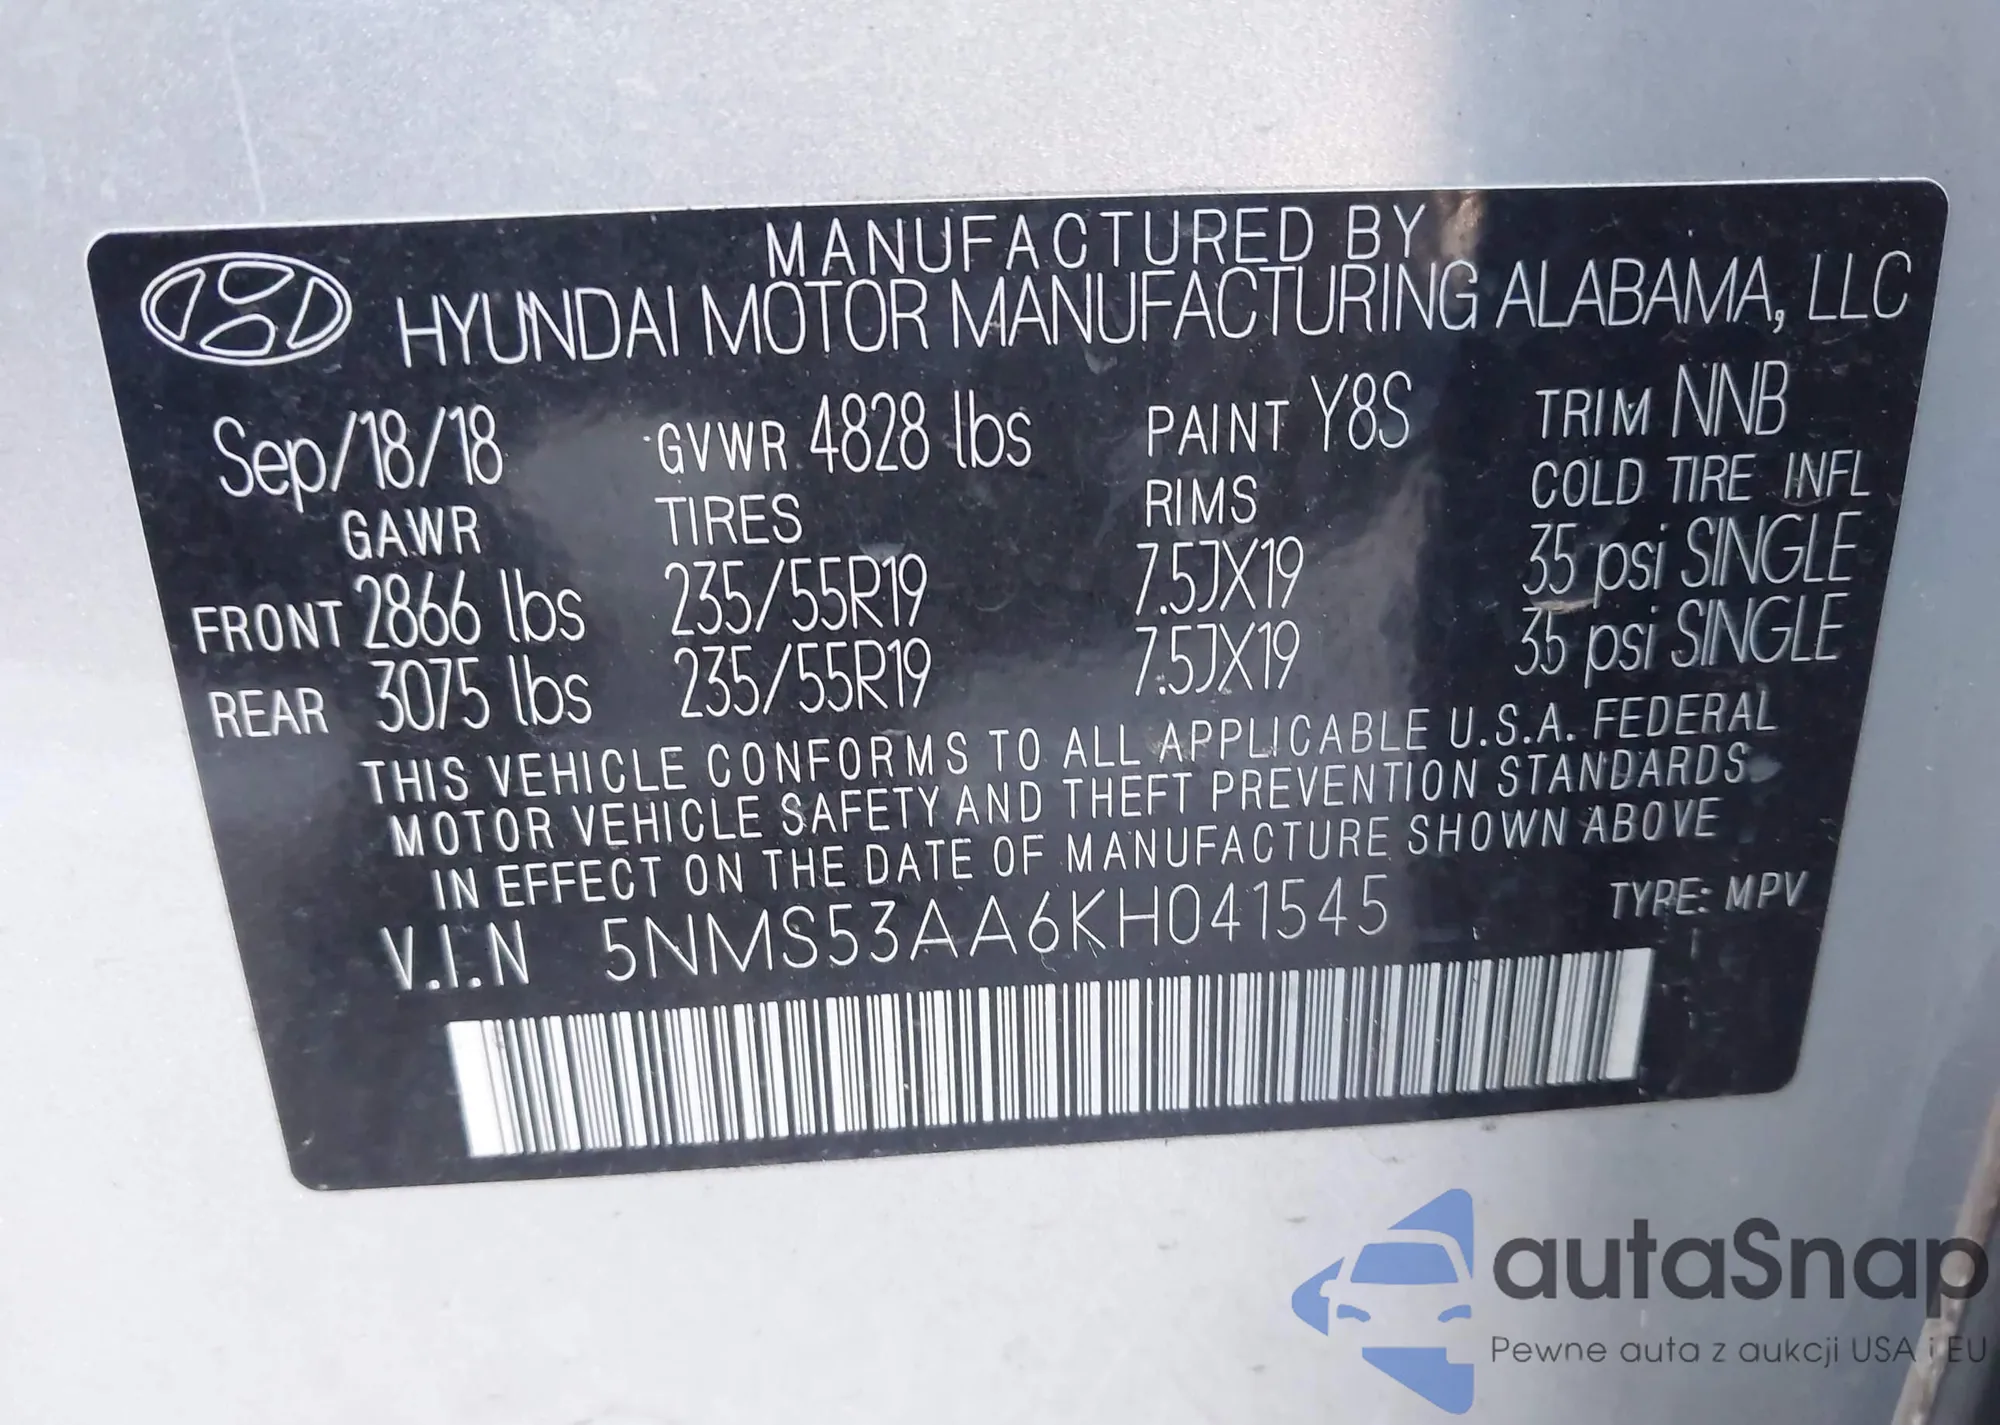 MANUFACTURED BY
HYUNDAI MOTOR MANUFACTURING ALABAMA, LLC
Sep/18/18 GVWR 4828 lbs PAINT Y8S TRIM NNB
GAWR TIRES RIMS COLD TIRE INFL
FRONT 2866 lbs 235/55R19 7.5JX19 35 psi SINGLE
REAR 3075 lbs 235/55R19 7.5JX19 35 psi SINGLE
THIS VEHICLE CONFORMS TO ALL APPLICABLE U.S.A. FEDERAL
MOTOR VEHICLE SAFETY AND THEFT PREVENTION STANDARDS
IN EFFECT ON THE DATE OF MANUFACTURE SHOWN ABOVE
V.I.N 5NMS53AA6KH041545 TYPE: MPV
autaSnap
Pewne auta z aukcji USA i EU